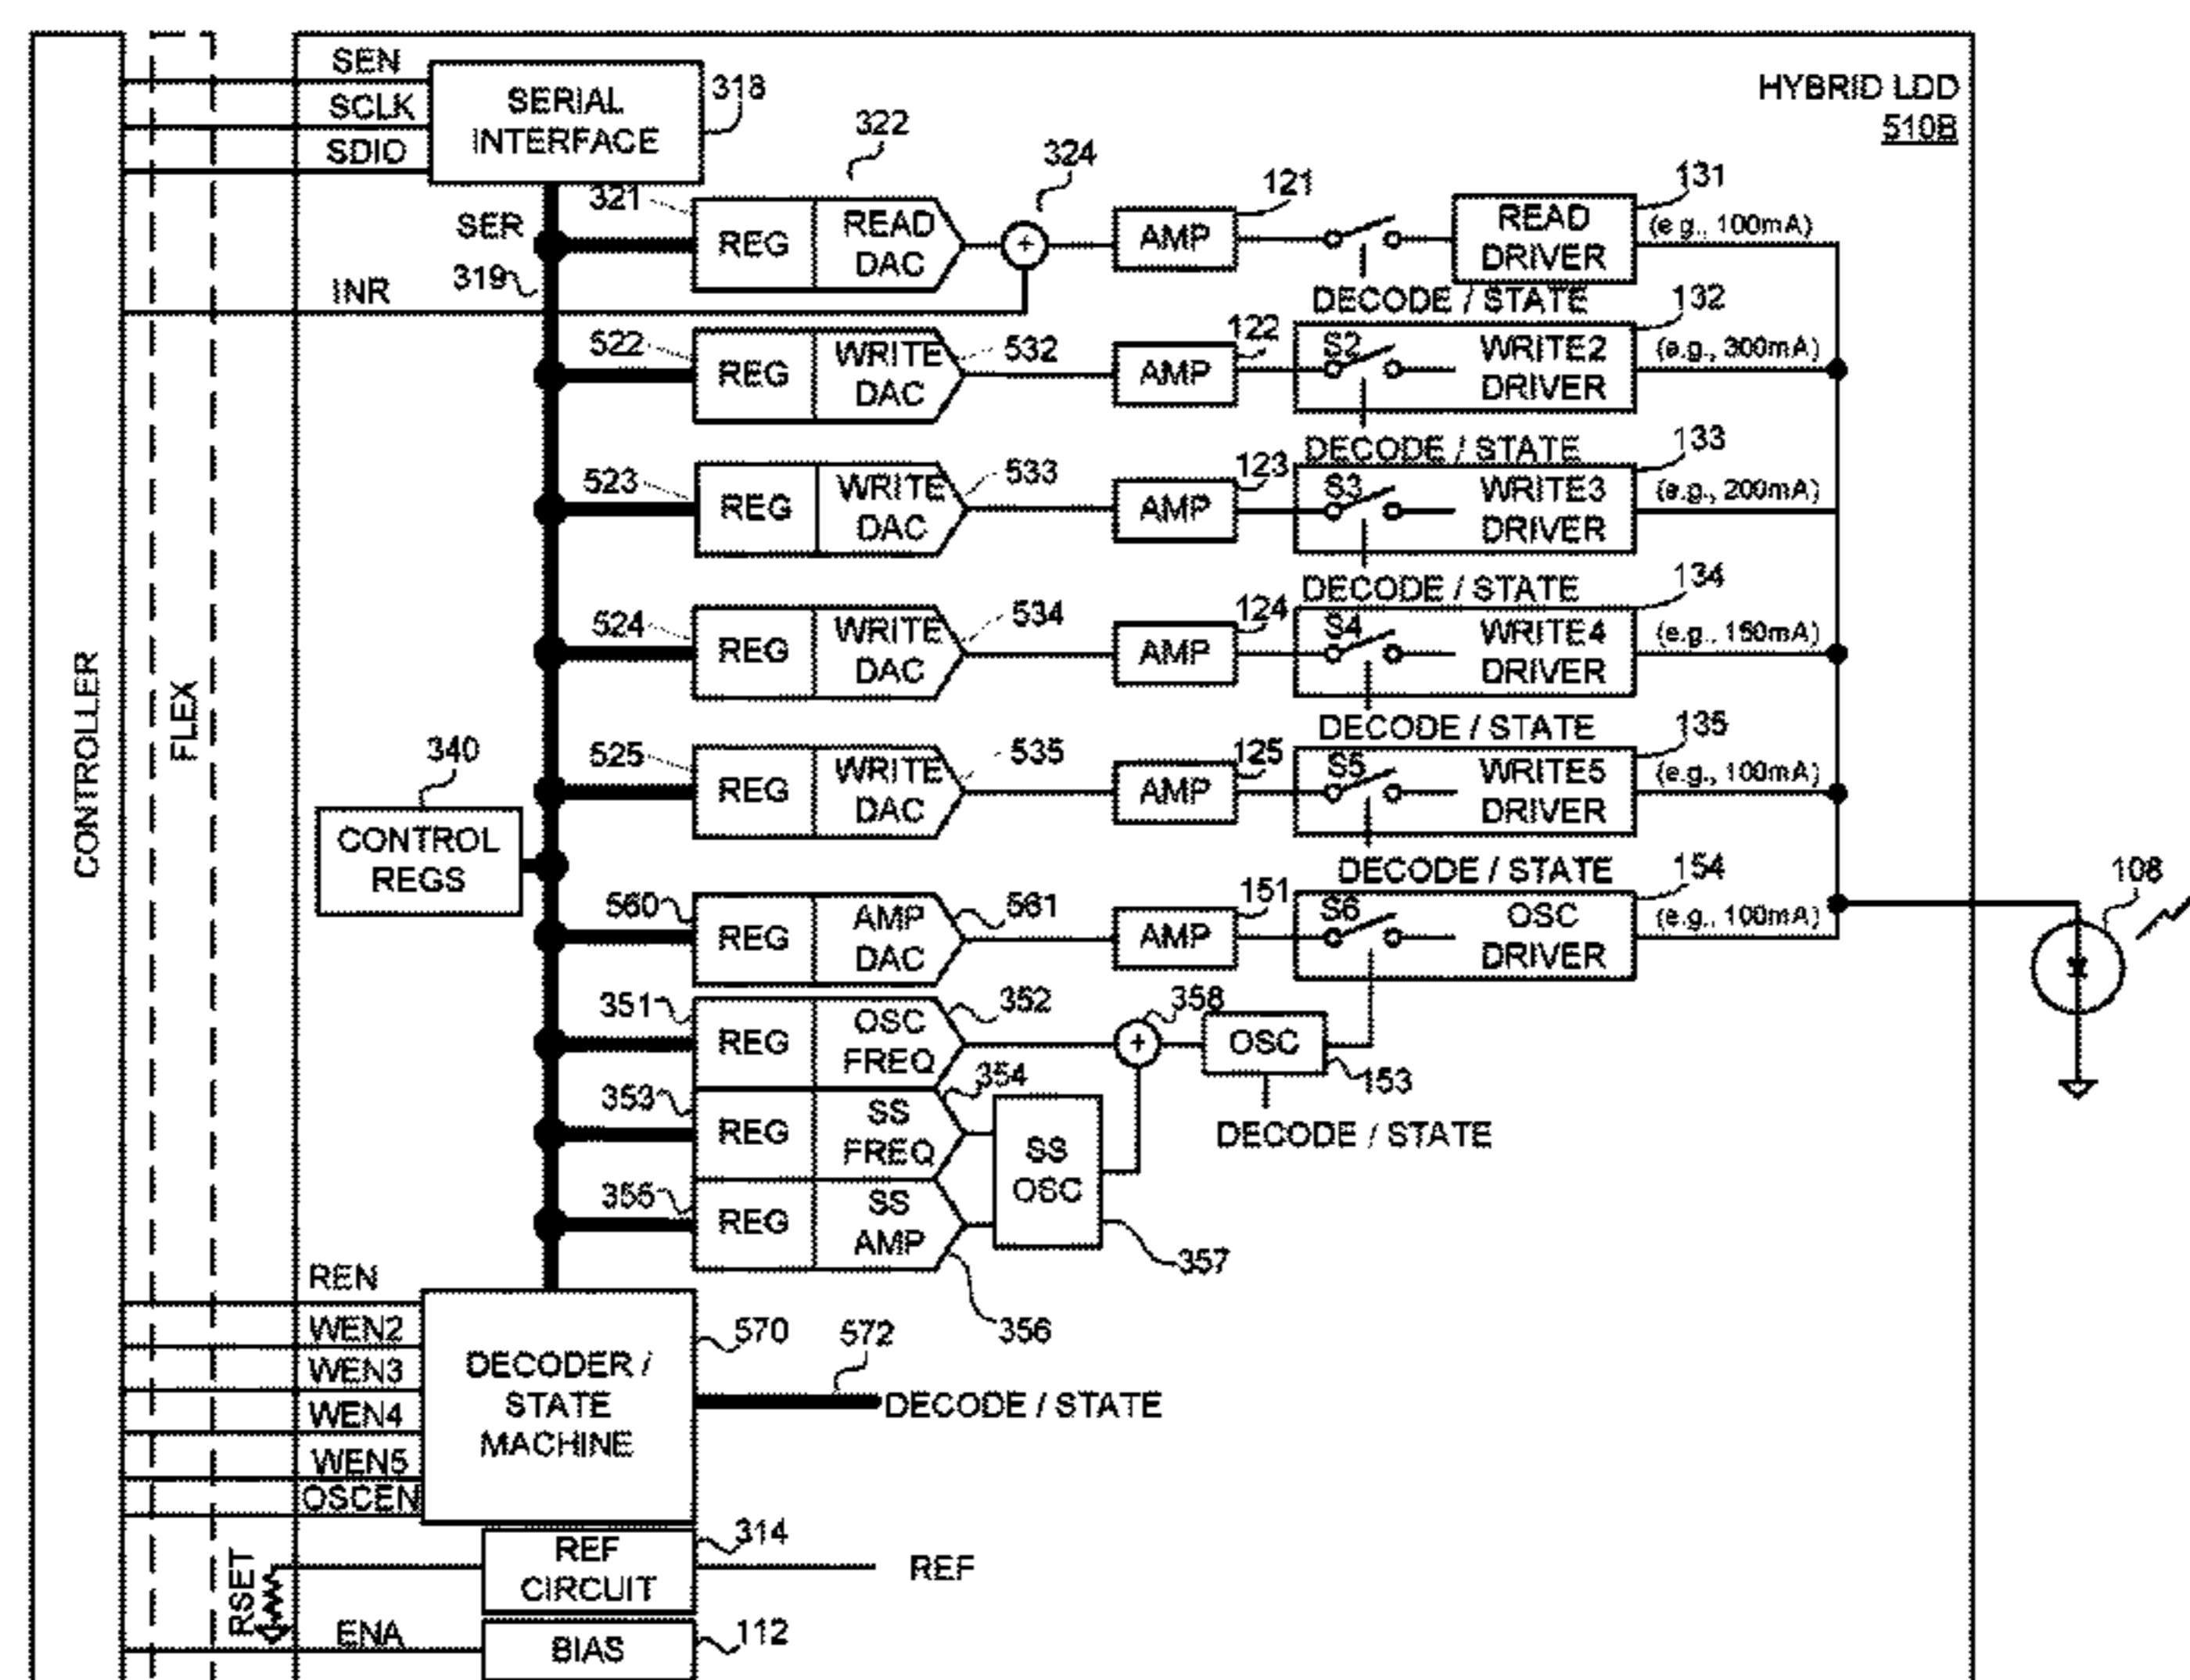 SEN
SCLK
SDIO
SERIAL
INTERFACE
318
HYBRID LDD
510B
322
324
321
SER
REG
READ
DAC
+
121
AMP
READ
DRIVER
131
(e.g., 100mA)
DECODE / STATE
319
INR
522
REG
WRITE
DAC
532
122
AMP
S2
WRITE2
DRIVER
132
(e.g., 300mA)
DECODE / STATE
523
REG
WRITE
DAC
533
123
AMP
S3
WRITE3
DRIVER
133
(e.g., 200mA)
DECODE / STATE
524
REG
WRITE
DAC
534
124
AMP
S4
WRITE4
DRIVER
134
(e.g., 150mA)
DECODE / STATE
CONTROLLER
FLEX
525
REG
WRITE
DAC
535
125
AMP
S5
WRITE5
DRIVER
135
(e.g., 100mA)
DECODE / STATE
340
CONTROL
REGS
560
REG
AMP
DAC
561
151
AMP
S6
OSC
DRIVER
154
(e.g., 100mA)
108
351
REG
OSC
FREQ
352
358
+
OSC
153
DECODE / STATE
353
REG
SS
FREQ
354
SS
OSC
357
355
REG
SS
AMP
356
REN
WEN2
WEN3
WEN4
WEN5
OSCEN
DECODER /
STATE
MACHINE
570
572
DECODE / STATE
RSET
REF
CIRCUIT
314
REF
ENA
BIAS
112